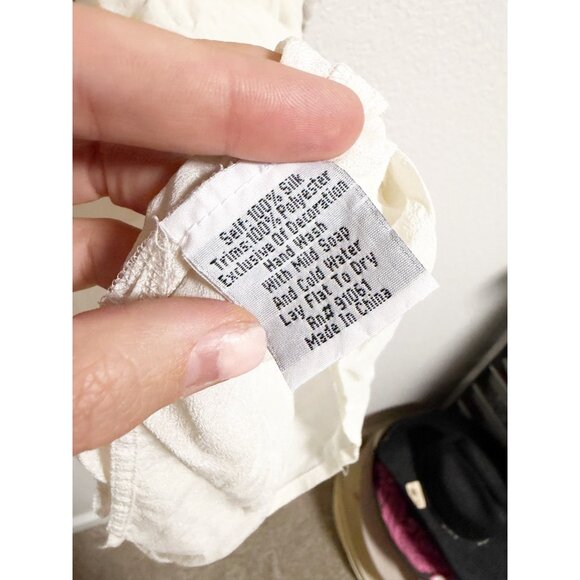 Self:100% Silk
Trims:100% Polyester
Exclusive Of Decoration
Hand Wash
With Mild Soap
And Cold Water
Lay Flat To Dry
Rn# 91061
Made In China